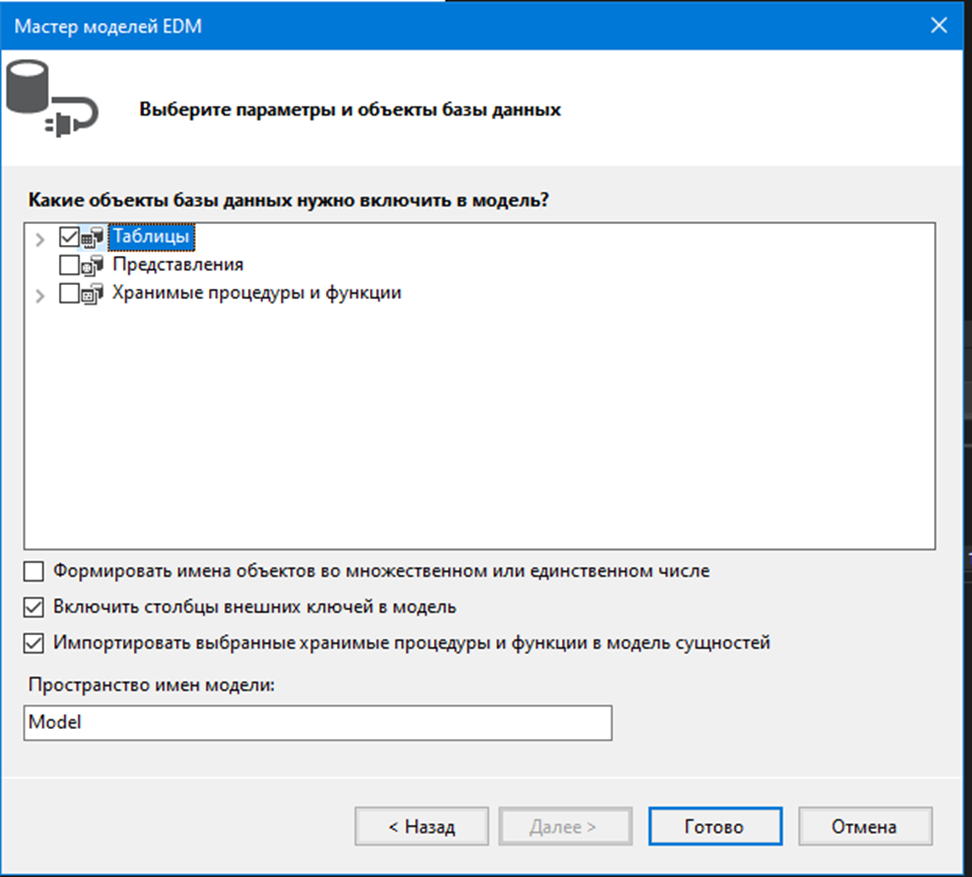 Мастер моделей EDM
Выберите параметры и объекты базы данных
Какие объекты базы данных нужно включить в модель?
Таблицы
Представления
Хранимые процедуры и функции
Формировать имена объектов во множественном или единственном числе
Включить столбцы внешних ключей в модель
Импортировать выбранные хранимые процедуры и функции в модель сущностей
Пространство имен модели:
Model
< Назад
Далее >
Готово
Отмена